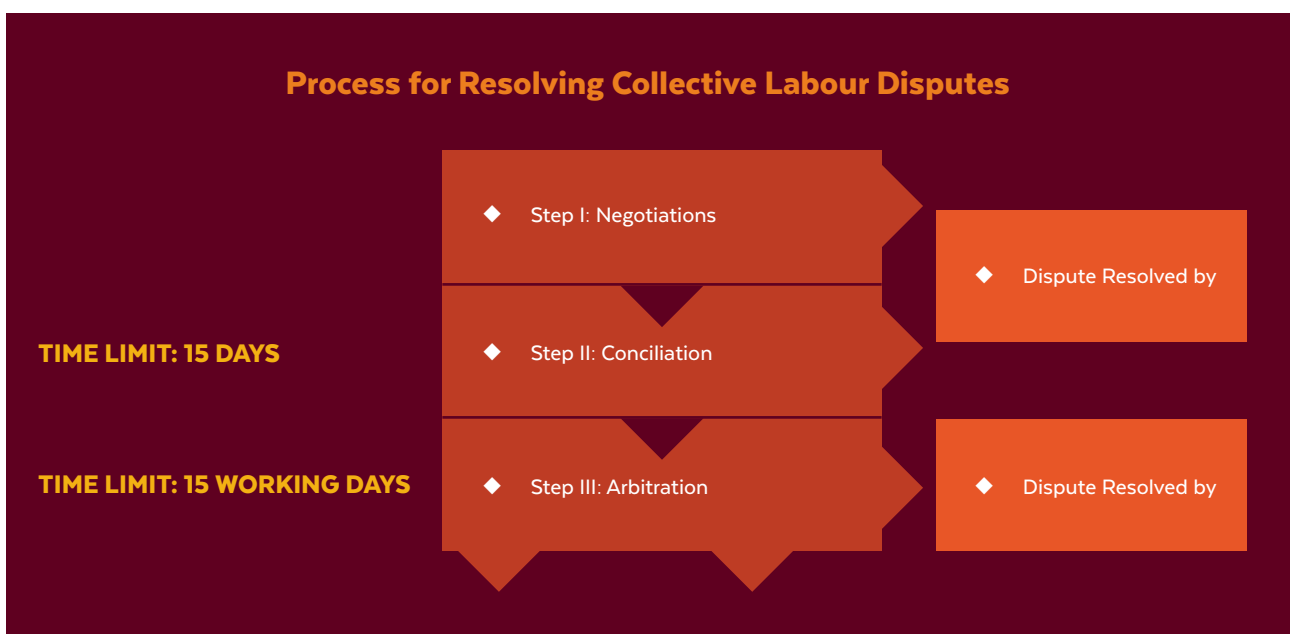 Process for Resolving Collective Labour Disputes
Step I: Negotiations
Dispute Resolved by
TIME LIMIT: 15 DAYS
Step II: Conciliation
TIME LIMIT: 15 WORKING DAYS
Step III: Arbitration
Dispute Resolved by